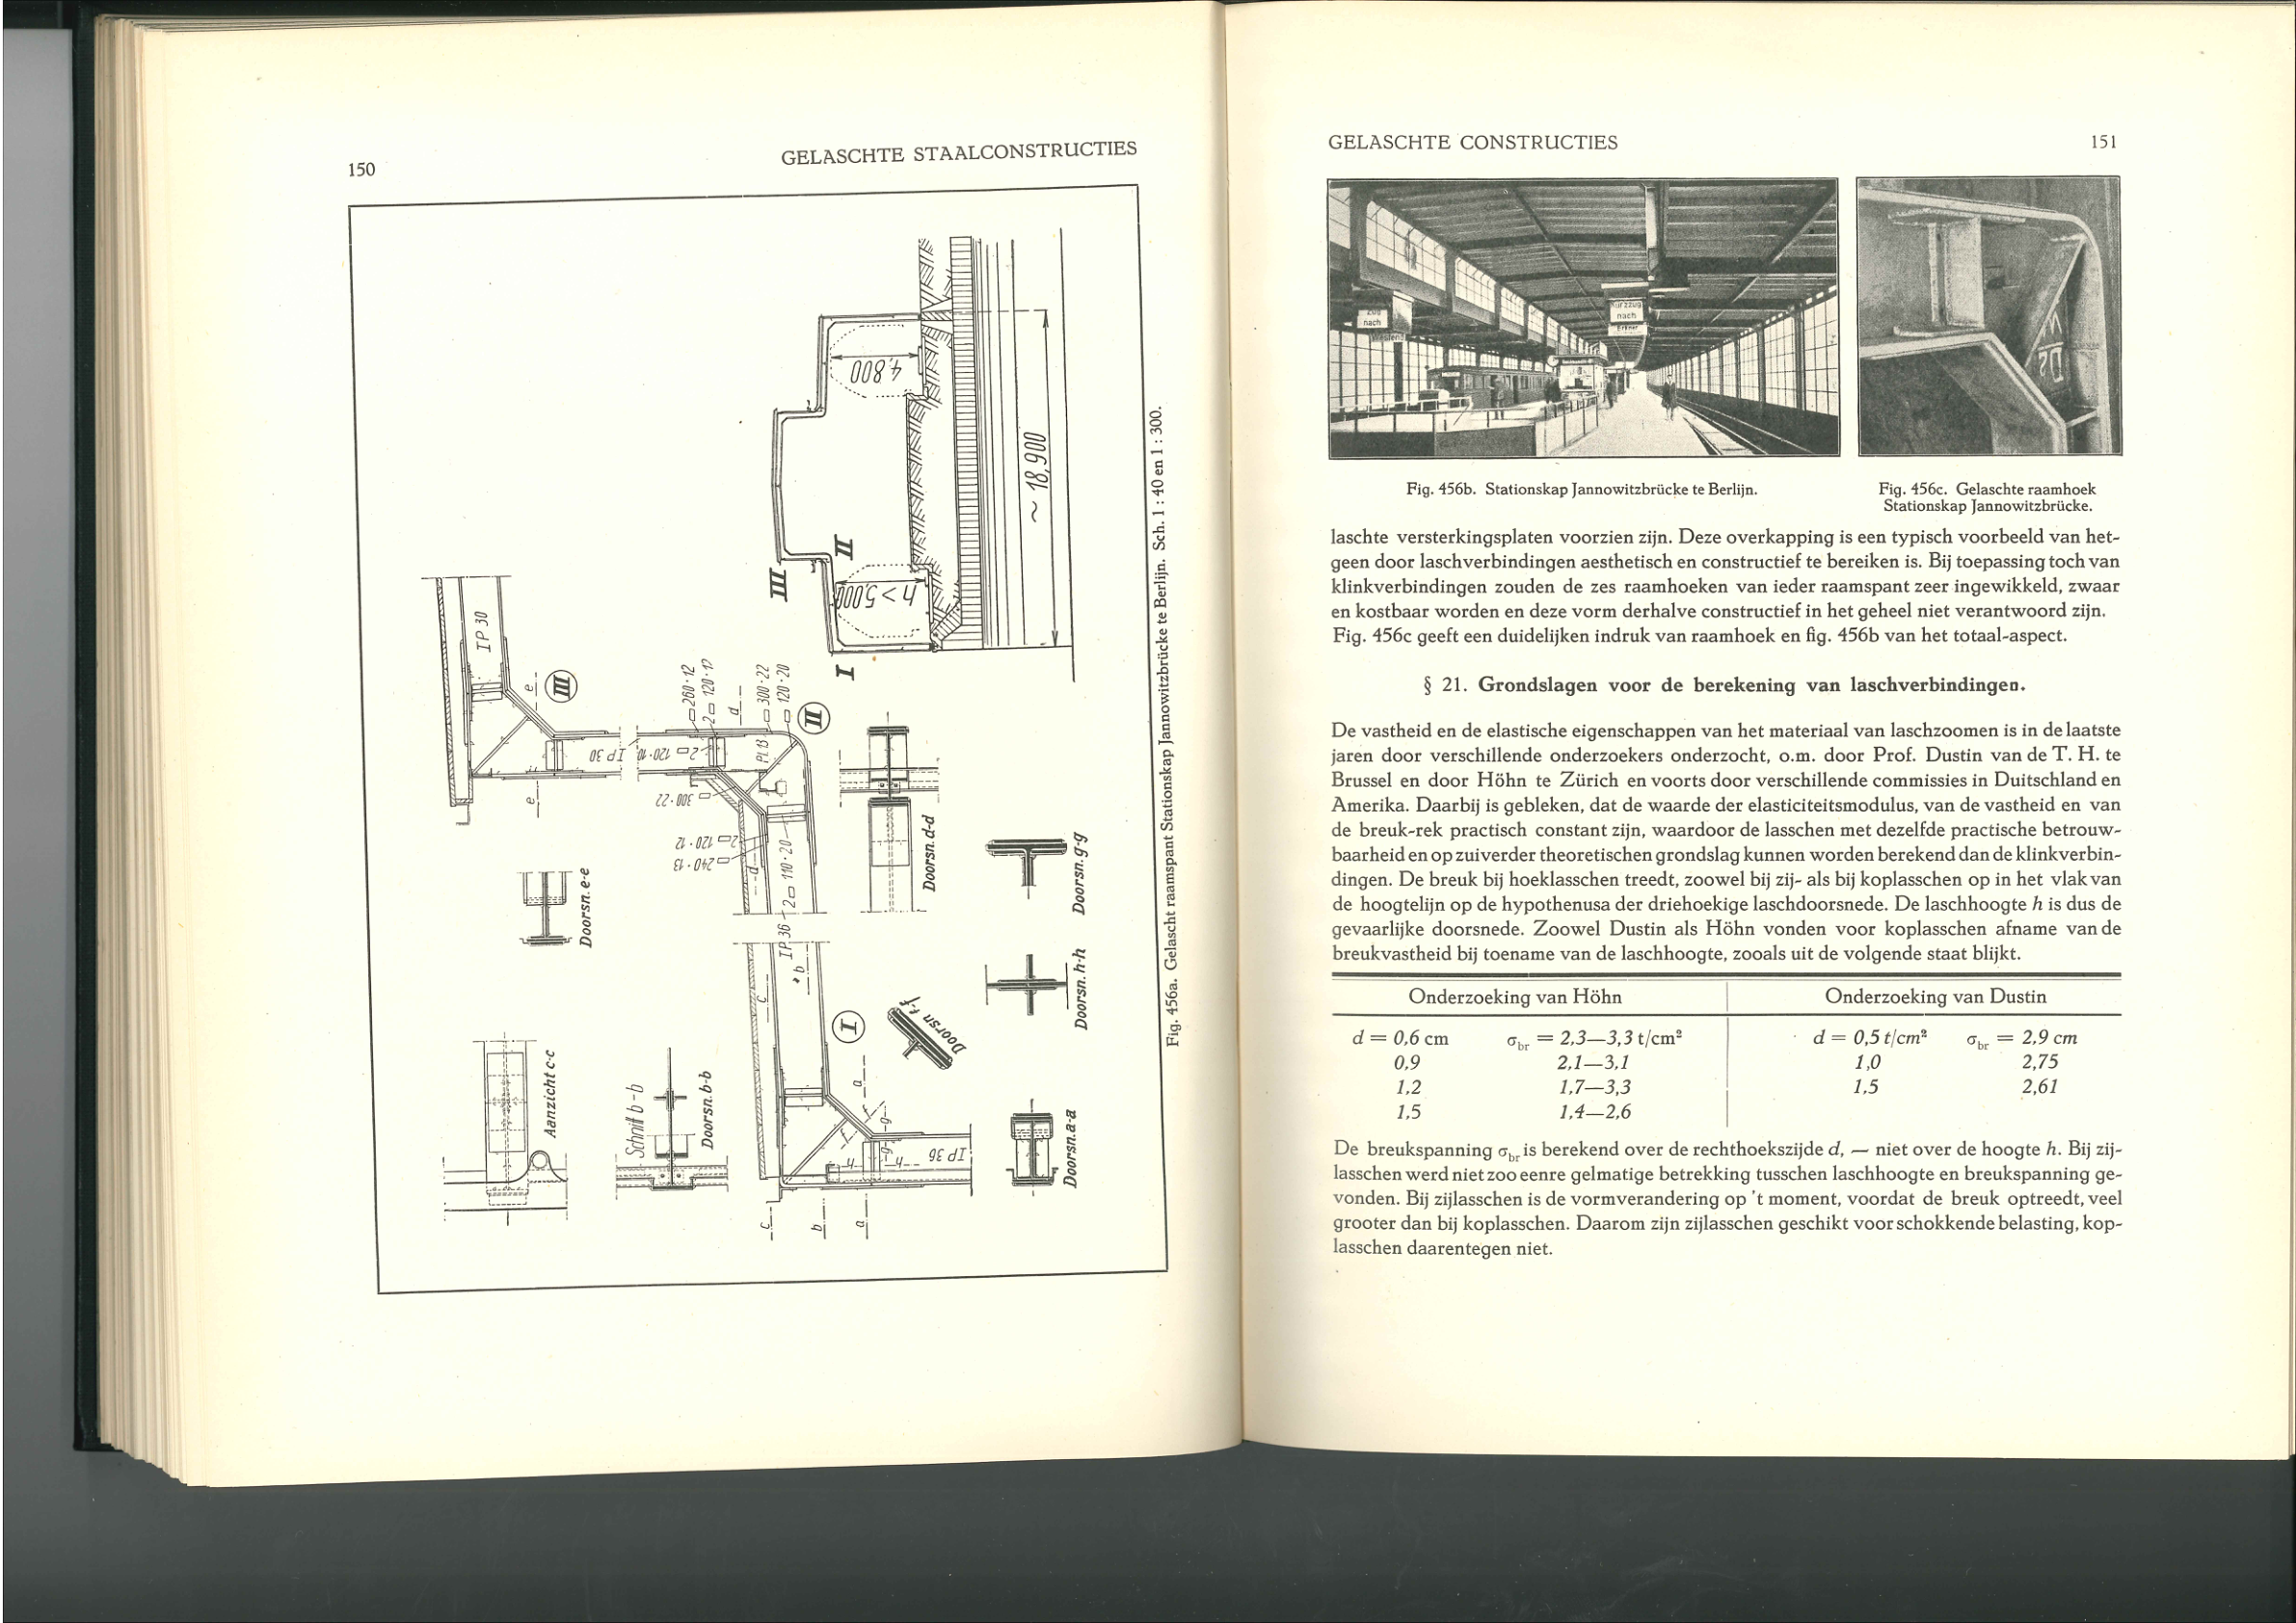 150
GELASCHTE STAALCONSTRUCTIES
IP 30
e
e
III
□ 260·12
2 □ 120·12
d
□ 300·22
□ 120·20
II
IP 30
2 □ 120·10
Pl.13
□ 300·22
2 □ 120·12
□ 240·13
d
2 □ 110·20
IP 36
Doorsn. e-e
Doorsn. d-d
Doorsn. g-g
Doorsn. h-h
Doorsn f-f
Aanzicht c-c
Schnitt b-b
Doorsn. b-b
Doorsn. a-a
c
b
I
a
g
g
h
h
IP 36
c
b
a
4,800
h > 5,000
~ 18,900
I
II
III
Fig. 456a. Gelascht raamspant Stationskap Jannowitzbrücke te Berlijn. Sch. 1 : 40 en 1 : 300.
GELASCHTE CONSTRUCTIES
151
Zug
nach
Westend
Kurzzug
nach
Erkner
Fig. 456b. Stationskap Jannowitzbrücke te Berlijn.
Fig. 456c. Gelaschte raamhoek
Stationskap Jannowitzbrücke.
laschte versterkingsplaten voorzien zijn. Deze overkapping is een typisch voorbeeld van het-
geen door laschverbindingen aesthetisch en constructief te bereiken is. Bij toepassing toch van
klinkverbindingen zouden de zes raamhoeken van ieder raamspant zeer ingewikkeld, zwaar
en kostbaar worden en deze vorm derhalve constructief in het geheel niet verantwoord zijn.
Fig. 456c geeft een duidelijken indruk van raamhoek en fig. 456b van het totaal-aspect.
§ 21. Grondslagen voor de berekening van laschverbindingen.
De vastheid en de elastische eigenschappen van het materiaal van laschzoomen is in de laatste
jaren door verschillende onderzoekers onderzocht, o.m. door Prof. Dustin van de T. H. te
Brussel en door Höhn te Zürich en voorts door verschillende commissies in Duitschland en
Amerika. Daarbij is gebleken, dat de waarde der elasticiteitsmodulus, van de vastheid en van
de breuk-rek practisch constant zijn, waardoor de lasschen met dezelfde practische betrouw-
baarheid en op zuiverder theoretischen grondslag kunnen worden berekend dan de klinkverbin-
dingen. De breuk bij hoeklasschen treedt, zoowel bij zij- als bij koplasschen op in het vlak van
de hoogtelijn op de hypothenusa der driehoekige laschdoorsnede. De laschhoogte h is dus de
gevaarlijke doorsnede. Zoowel Dustin als Höhn vonden voor koplasschen afname van de
breukvastheid bij toename van de laschhoogte, zooals uit de volgende staat blijkt.
Onderzoeking van Höhn Onderzoeking van Dustin
d = 0,6 cm σbr = 2,3—3,3 t/cm² d = 0,5 t/cm² σbr = 2,9 cm
0,9 2,1—3,1 1,0 2,75
1,2 1,7—3,3 1,5 2,61
1,5 1,4—2,6
De breukspanning σbr is berekend over de rechthoekszijde d, — niet over de hoogte h. Bij zij-
lasschen werd niet zoo eenre gelmatige betrekking tusschen laschhoogte en breukspanning ge-
vonden. Bij zijlasschen is de vormverandering op 't moment, voordat de breuk optreedt, veel
grooter dan bij koplasschen. Daarom zijn zijlasschen geschikt voor schokkende belasting, kop-
lasschen daarentegen niet.